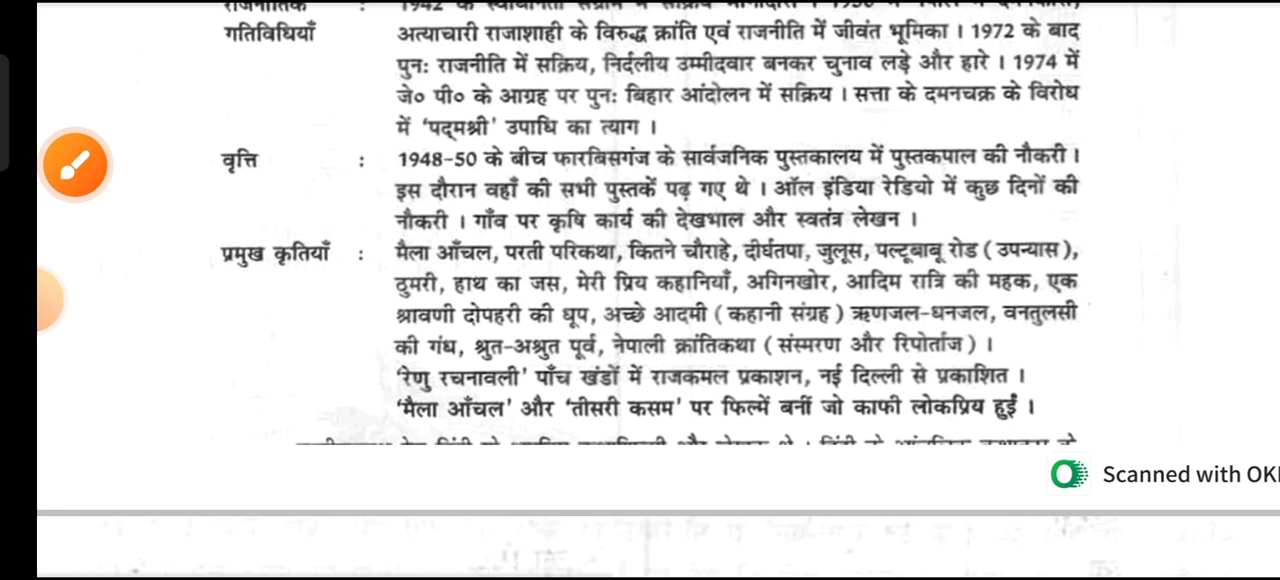 राजनीतिक : 1942 के स्वाधीनता संग्राम में सक्रिय भागीदारी । 1950 में नेपाल में
गतिविधियाँ अत्याचारी राजाशाही के विरुद्ध क्रांति एवं राजनीति में जीवंत भूमिका । 1972 के बाद
पुनः राजनीति में सक्रिय, निर्दलीय उम्मीदवार बनकर चुनाव लड़े और हारे । 1974 में
जे० पी० के आग्रह पर पुनः बिहार आंदोलन में सक्रिय । सत्ता के दमनचक्र के विरोध
में ‘पद्मश्री’ उपाधि का त्याग ।
वृत्ति : 1948-50 के बीच फारबिसगंज के सार्वजनिक पुस्तकालय में पुस्तकपाल की नौकरी ।
इस दौरान वहाँ की सभी पुस्तकें पढ़ गए थे । ऑल इंडिया रेडियो में कुछ दिनों की
नौकरी । गाँव पर कृषि कार्य की देखभाल और स्वतंत्र लेखन ।
प्रमुख कृतियाँ : मैला आँचल, परती परिकथा, कितने चौराहे, दीर्घतपा, जुलूस, पल्टूबाबू रोड ( उपन्यास ),
ठुमरी, हाथ का जस, मेरी प्रिय कहानियाँ, अगिनखोर, आदिम रात्रि की महक, एक
श्रावणी दोपहरी की धूप, अच्छे आदमी ( कहानी संग्रह ) ऋणजल-धनजल, वनतुलसी
की गंध, श्रुत-अश्रुत पूर्व, नेपाली क्रांतिकथा ( संस्मरण और रिपोर्ताज ) ।
‘रेणु रचनावली’ पाँच खंडों में राजकमल प्रकाशन, नई दिल्ली से प्रकाशित ।
‘मैला आँचल’ और ‘तीसरी कसम’ पर फिल्में बनीं जो काफी लोकप्रिय हुईं ।
Scanned with OK